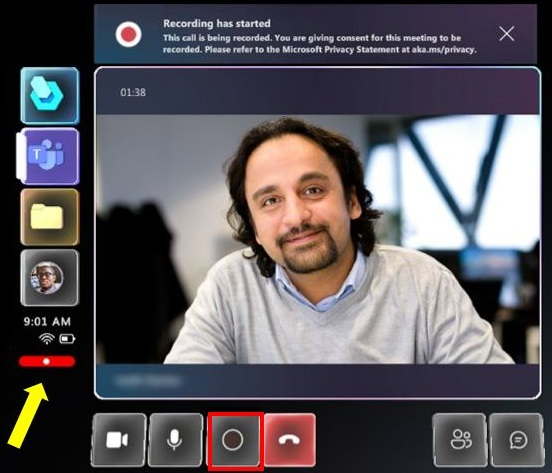 Recording has started
This call is being recorded. You are giving consent for this meeting to be
recorded. Please refer to the Microsoft Privacy Statement at aka.ms/privacy.
01:38
T
9:01 AM